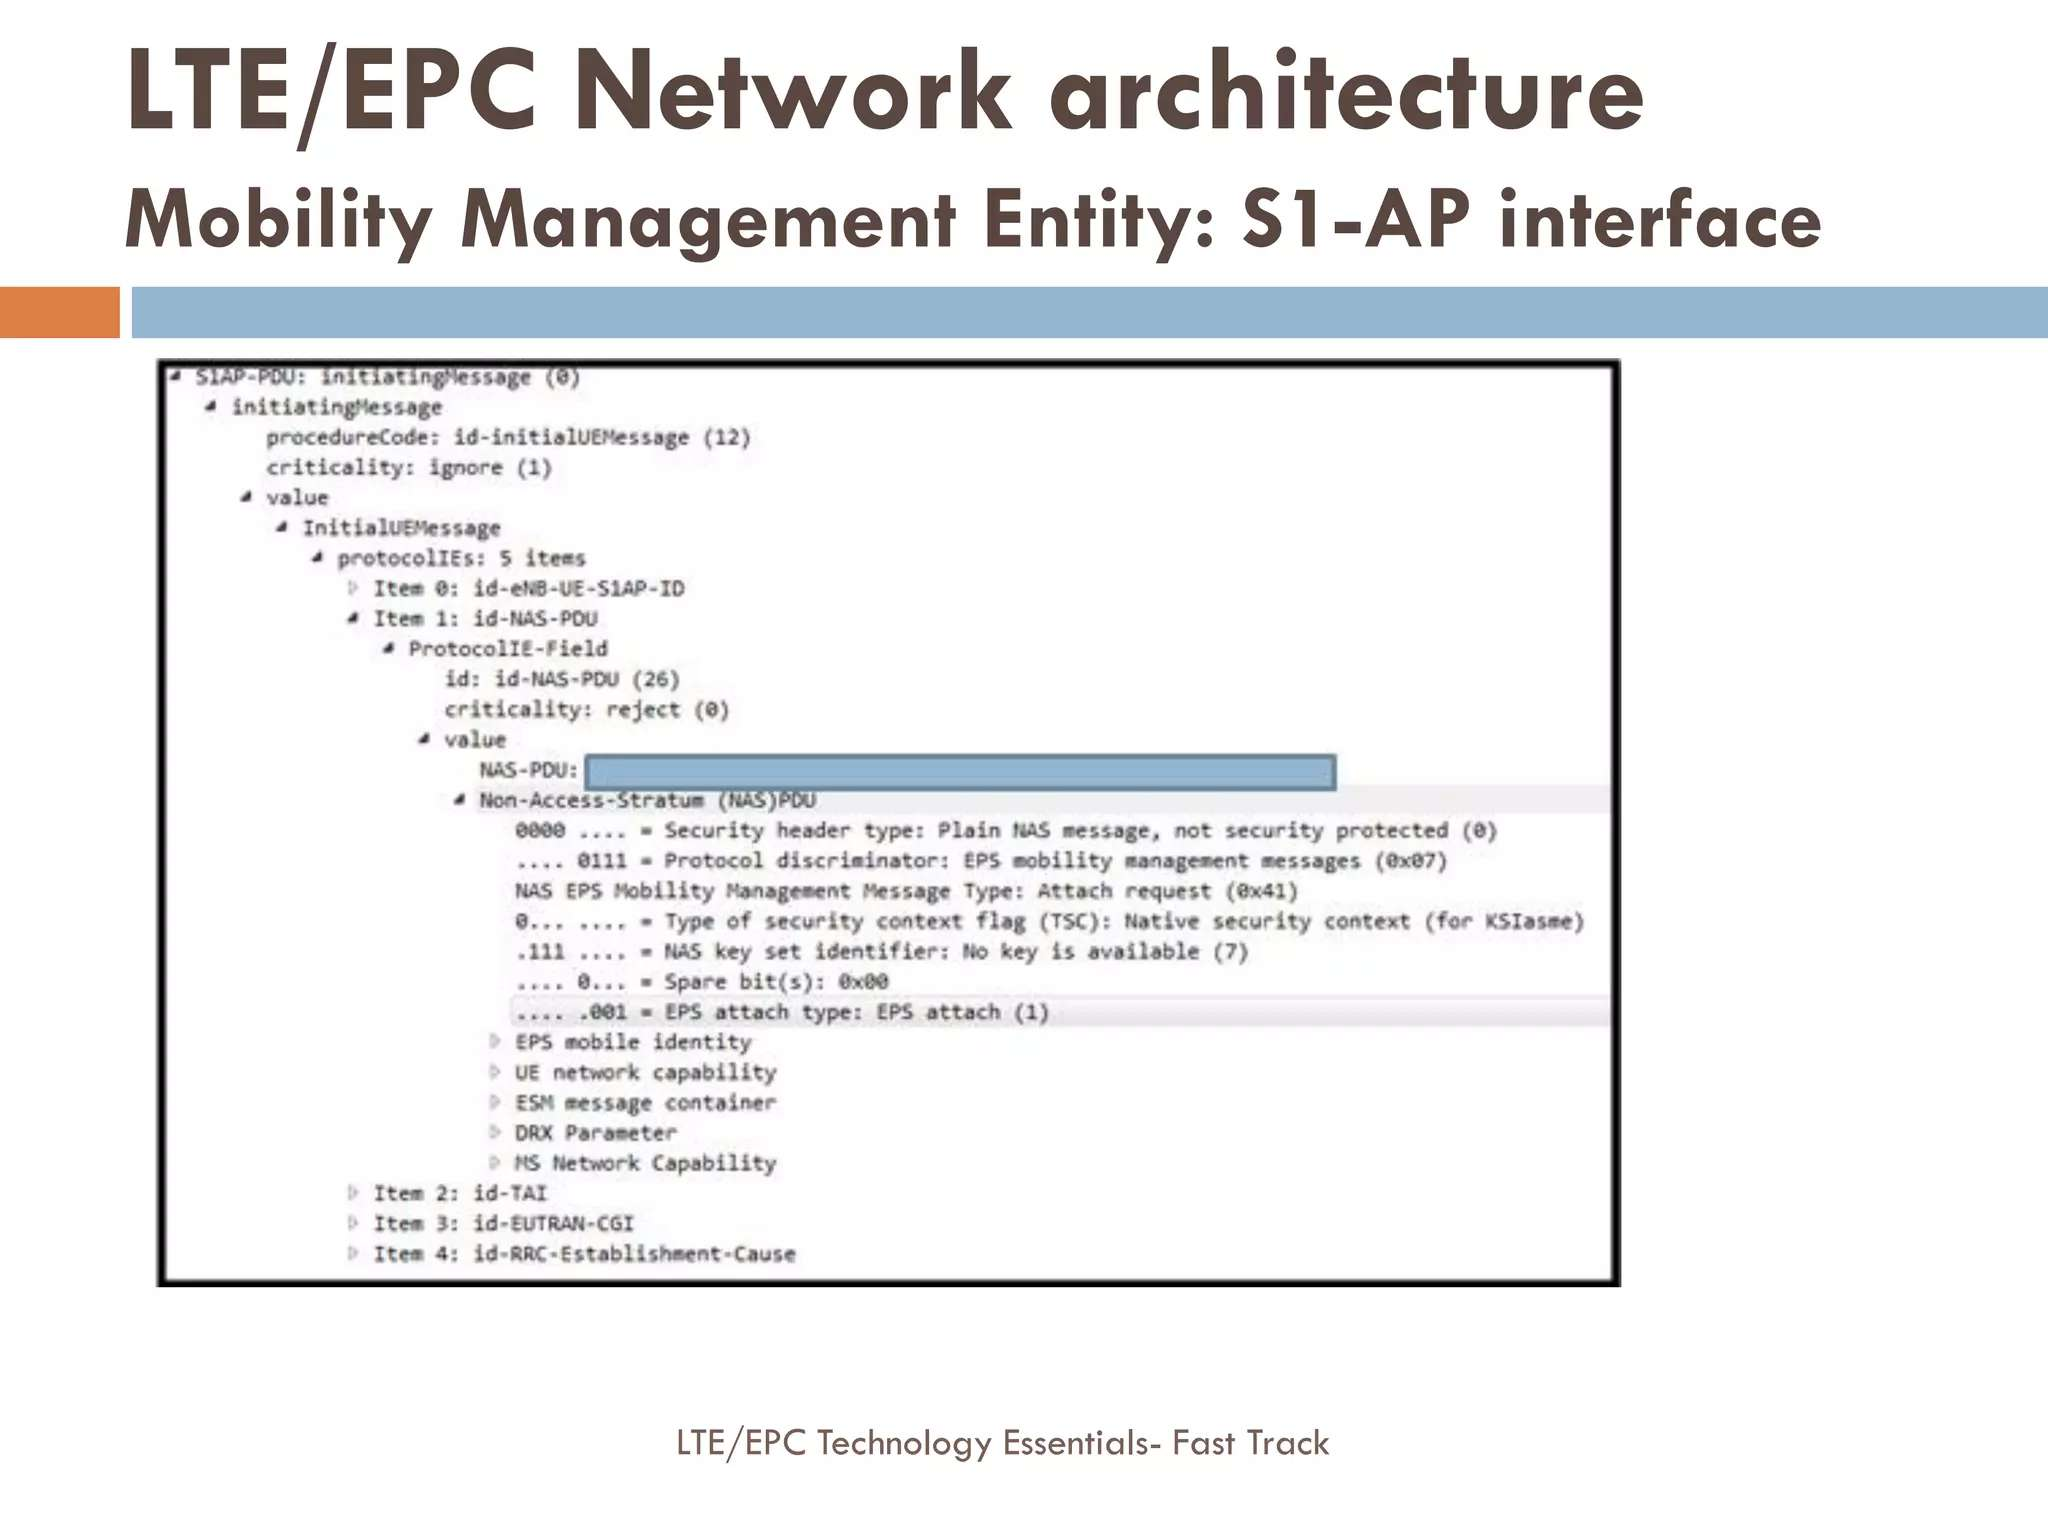 LTE/EPC Network architecture
Mobility Management Entity: S1-AP interface
S1AP-PDU: initiatingMessage (0)
initiatingMessage
procedureCode: id-initialUEMessage (12)
criticality: ignore (1)
value
InitialUEMessage
protocolIEs: 5 items
Item 0: id-eNB-UE-S1AP-ID
Item 1: id-NAS-PDU
ProtocolIE-Field
id: id-NAS-PDU (26)
criticality: reject (0)
value
NAS-PDU:
Non-Access-Stratum (NAS)PDU
0000 .... = Security header type: Plain NAS message, not security protected (0)
.... 0111 = Protocol discriminator: EPS mobility management messages (0x07)
NAS EPS Mobility Management Message Type: Attach request (0x41)
0... .... = Type of security context flag (TSC): Native security context (for KSIasme)
.111 .... = NAS key set identifier: No key is available (7)
.... 0... = Spare bit(s): 0x00
.... .001 = EPS attach type: EPS attach (1)
EPS mobile identity
UE network capability
ESM message container
DRX Parameter
MS Network Capability
Item 2: id-TAI
Item 3: id-EUTRAN-CGI
Item 4: id-RRC-Establishment-Cause
LTE/EPC Technology Essentials- Fast Track